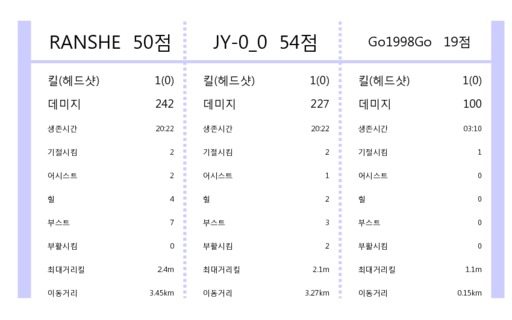 RANSHE 50점 JY-0_0 54점 Go1998Go 19점
킬(헤드샷) 1(0) 킬(헤드샷) 1(0) 킬(헤드샷) 1(0)
데미지 242 데미지 227 데미지 100
생존시간 20:22 생존시간 20:22 생존시간 03:10
기절시킴 2 기절시킴 2 기절시킴 1
어시스트 2 어시스트 1 어시스트 0
힐 4 힐 2 힐 0
부스트 7 부스트 3 부스트 0
부활시킴 0 부활시킴 2 부활시킴 0
최대거리킬 2.4m 최대거리킬 2.1m 최대거리킬 1.1m
이동거리 3.45km 이동거리 3.27km 이동거리 0.15km